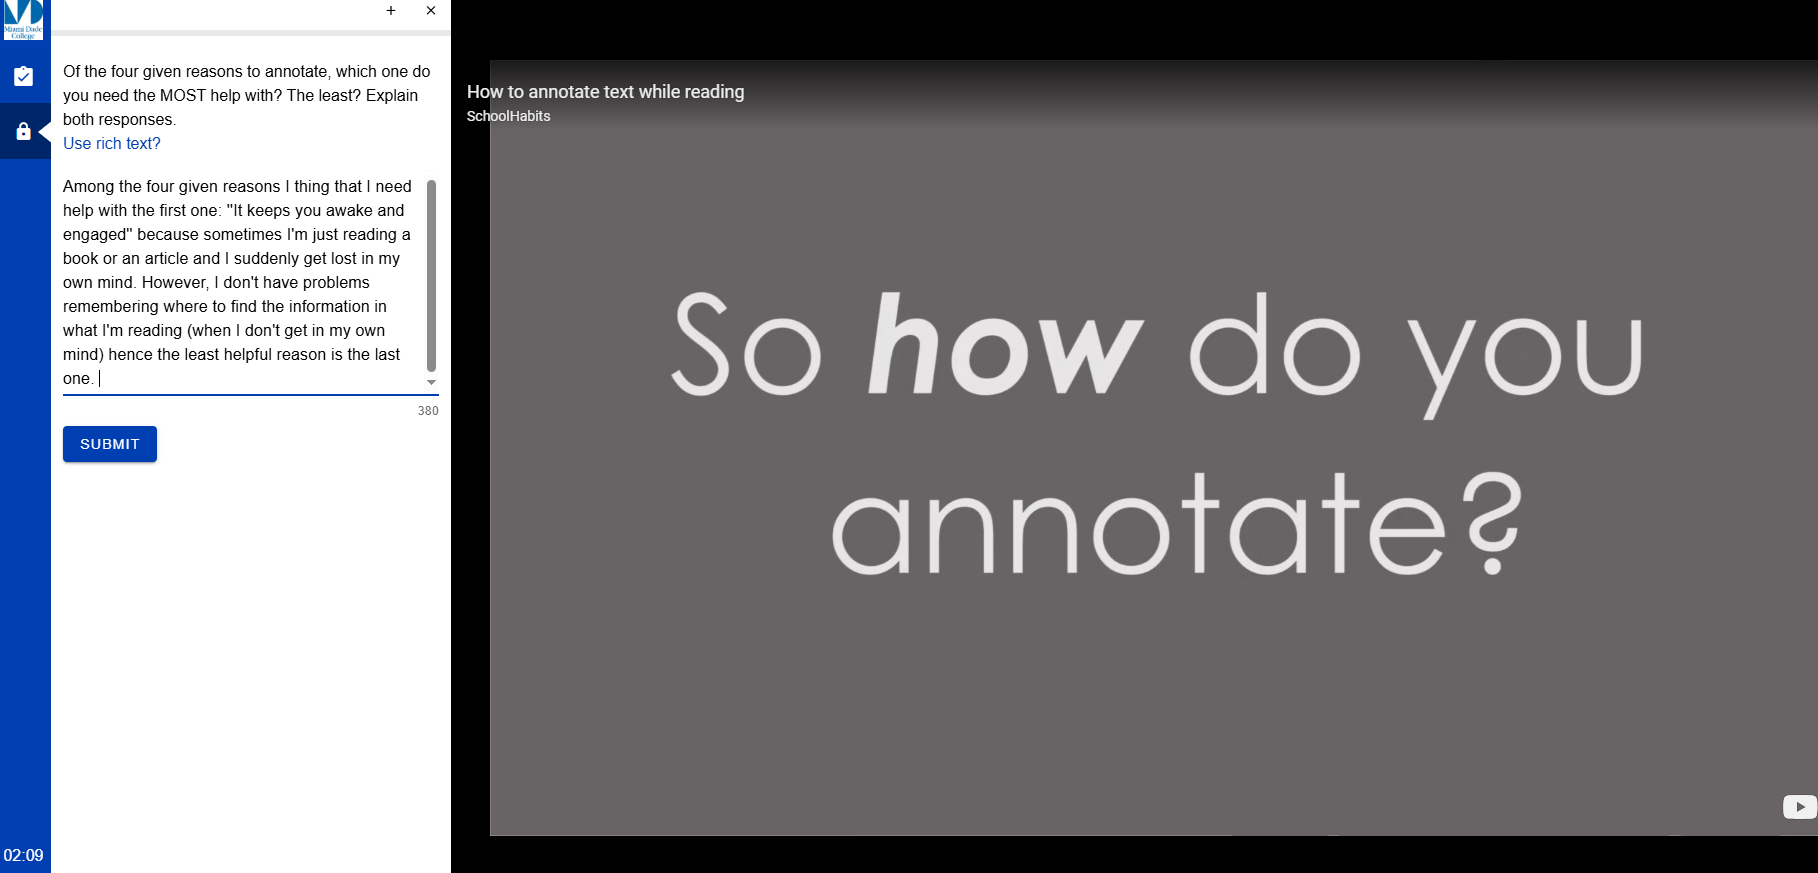 Miami Dade
College
+ ×
Of the four given reasons to annotate, which one do
you need the MOST help with? The least? Explain
both responses.
Use rich text?
Among the four given reasons I thing that I need
help with the first one: "It keeps you awake and
engaged" because sometimes I'm just reading a
book or an article and I suddenly get lost in my
own mind. However, I don't have problems
remembering where to find the information in
what I'm reading (when I don't get in my own
mind) hence the least helpful reason is the last
one.
380
SUBMIT
02:09
How to annotate text while reading
SchoolHabits
So how do you
annotate?